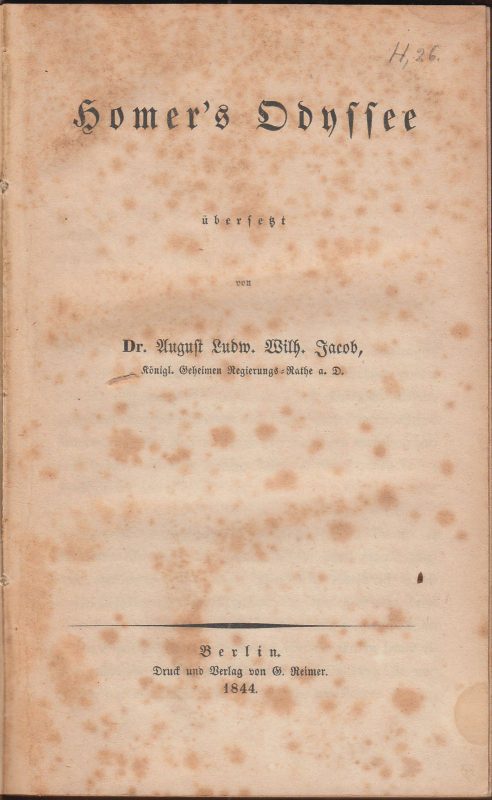 H, 26.
Homer's Odyssee
übersetzt
von
Dr. August Ludw. Wilh. Jacob,
Königl. Geheimen Regierungs-Rathe a. D.
Berlin.
Druck und Verlag von G. Reimer.
1844.